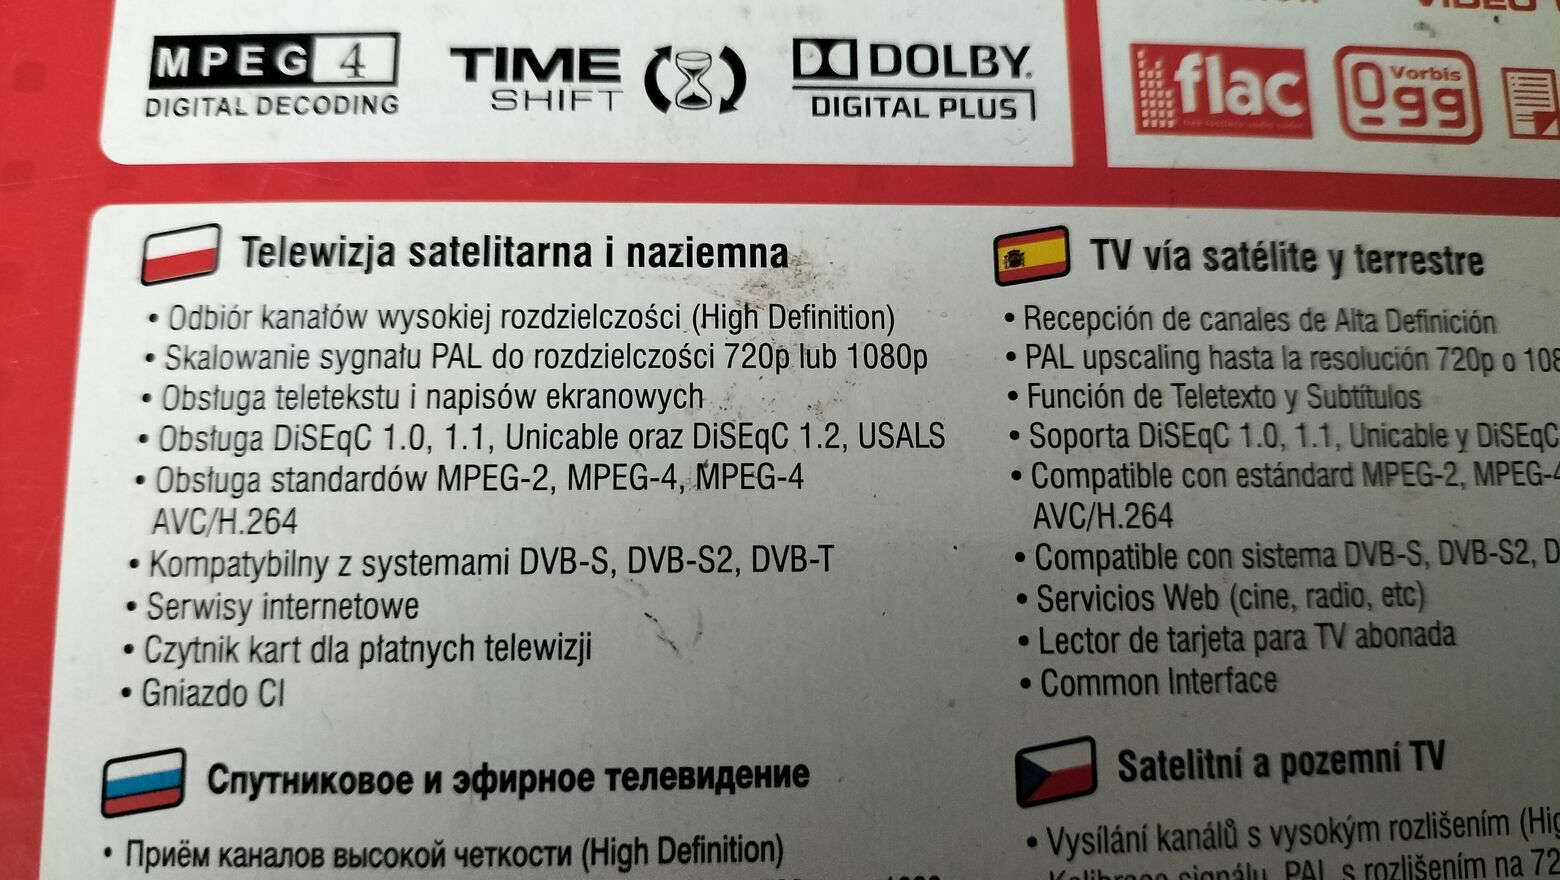 MPEG 4
DIGITAL DECODING
TIME
SHIFT
DOLBY
DIGITAL PLUS
flac
Vorbis
Ogg
Telewizja satelitarna i naziemna
• Odbiór kanałów wysokiej rozdzielczości (High Definition)
• Skalowanie sygnału PAL do rozdzielczości 720p lub 1080p
• Obsługa teletekstu i napisów ekranowych
• Obsługa DiSEqC 1.0, 1.1, Unicable oraz DiSEqC 1.2, USALS
• Obsługa standardów MPEG-2, MPEG-4, MPEG-4
AVC/H.264
• Kompatybilny z systemami DVB-S, DVB-S2, DVB-T
• Serwisy internetowe
• Czytnik kart dla płatnych telewizji
• Gniazdo CI
TV vía satélite y terrestre
• Recepción de canales de Alta Definición
• PAL upscaling hasta la resolución 720p o
• Función de Teletexto y Subtítulos
• Soporta DiSEqC 1.0, 1.1, Unicable y DiSEqC
• Compatible con estándard MPEG-2, MPEG-4
AVC/H.264
• Compatible con sistema DVB-S, DVB-S2,
• Servicios Web (cine, radio, etc)
• Lector de tarjeta para TV abonada
• Common Interface
Спутниковое и эфирное телевидение
• Приём каналов высокой четкости (High Definition)
Satelitní a pozemní TV
• Vysílání kanálů s vysokým rozlišením
PAL s rozlišením na